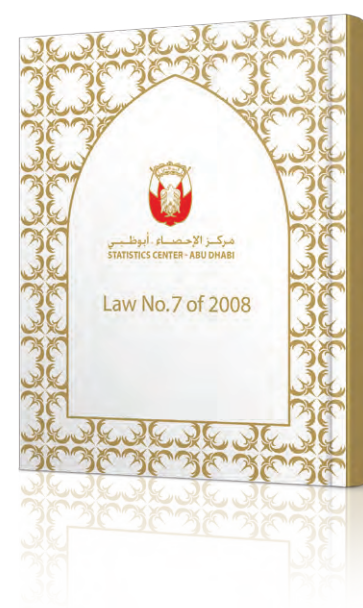 مركز الإحصاء . أبوظبي
STATISTICS CENTER - ABU DHABI
Law No.7 of 2008